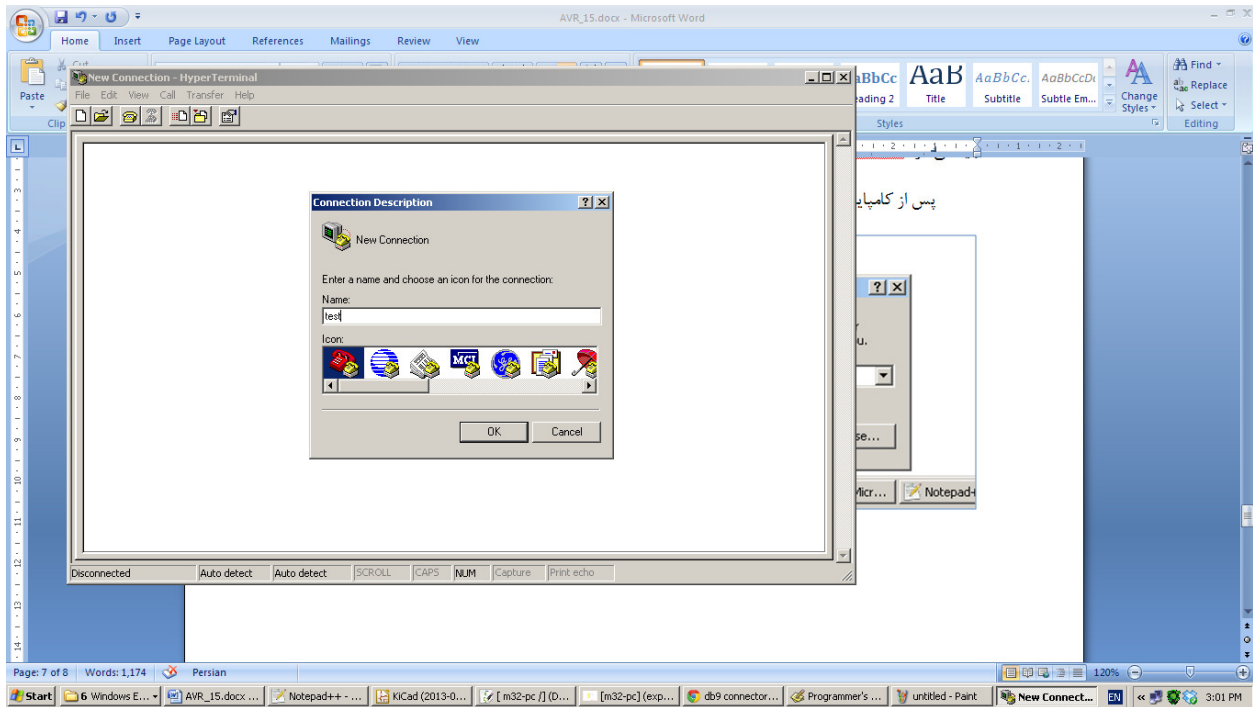 AVR_15.docx - Microsoft Word
Home Insert Page Layout References Mailings Review View
Paste
Cut
Clip
aBbCc AaB AaBbCc. AaBbCcDc
eading 2 Title Subtitle Subtle Em...
Change
Styles
Styles
Find
Replace
Select
Editing
New Connection - HyperTerminal
File Edit View Call Transfer Help
Connection Description
New Connection
Enter a name and choose an icon for the connection:
Name:
test
Icon:
MCI
OK Cancel
Disconnected Auto detect Auto detect SCROLL CAPS NUM Capture Print echo
پس از کامپای
u.
se...
Micr... Notepad+
Page: 7 of 8 Words: 1,174 Persian 120%
Start 6 Windows E... AVR_15.docx ... Notepad++ - ... KiCad (2013-0... [ m32-pc /] (D... [m32-pc] (exp... db9 connector... Programmer's ... untitled - Paint New Connect... EN « 3:01 PM